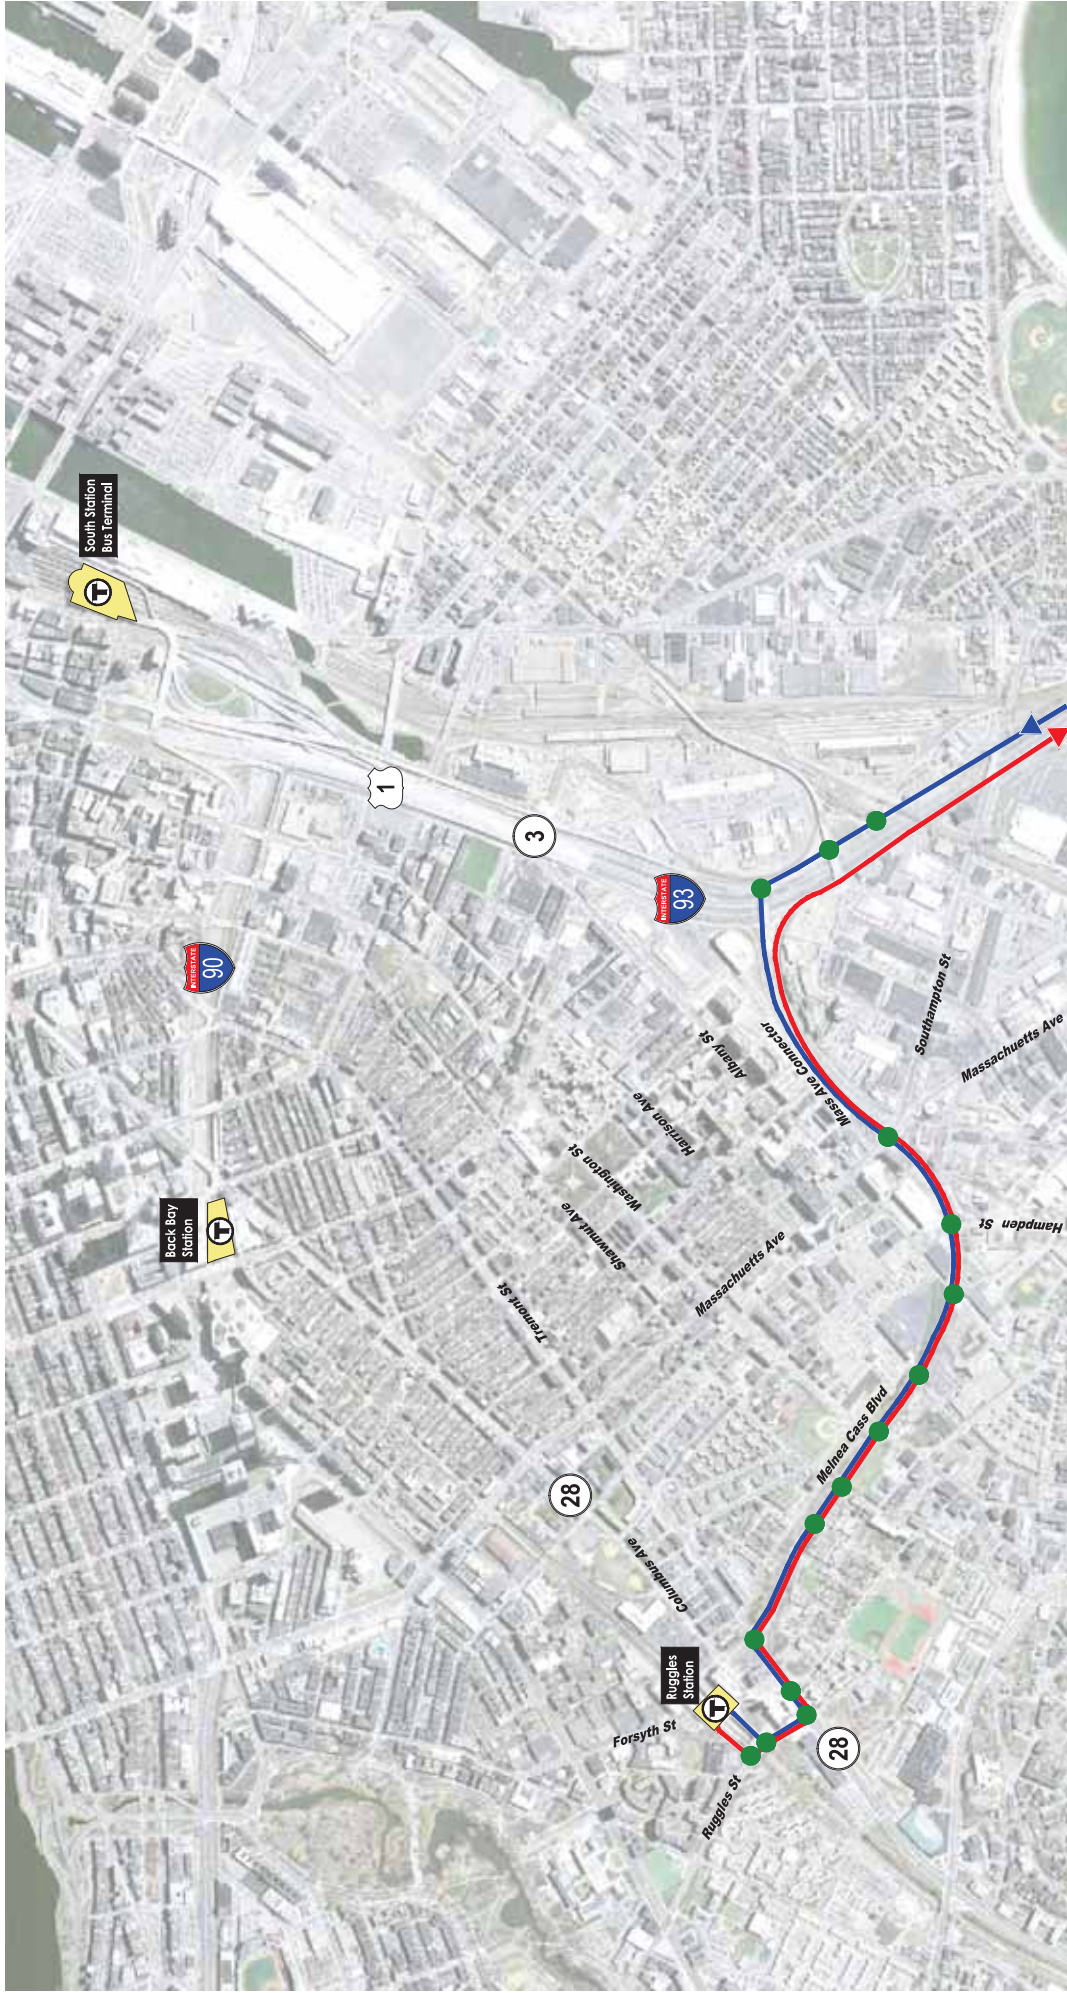 South Station
Bus Terminal
T
1
3
INTERSTATE
93
INTERSTATE
90
Back Bay
Station
T
Albany St
Mass Ave Connector
Southampton St
Massachuetts Ave
Harrison Ave
Washington St
Shawmut Ave
Massachuetts Ave
Tremont St
Hampden
St
Melnea Cass Blvd
28
Columbus Ave
Ruggles
Station
T
Forsyth St
Ruggles St
28